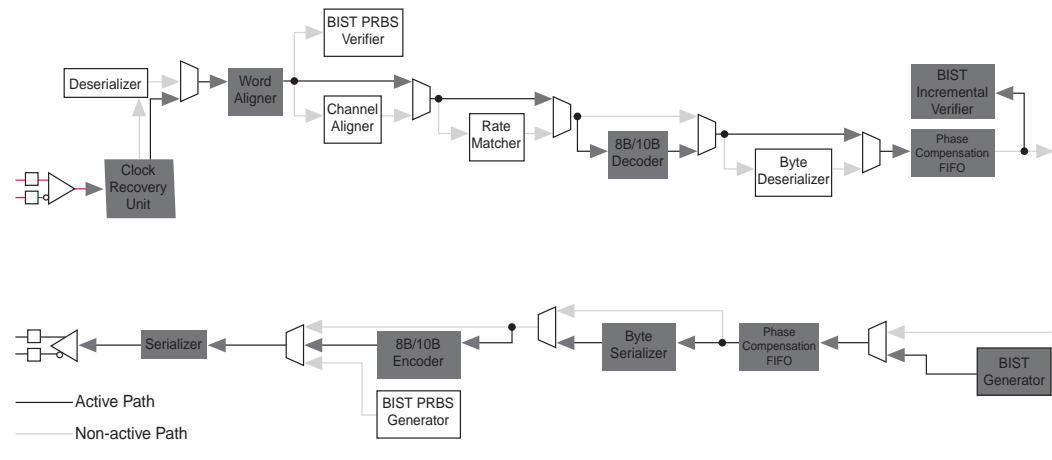 BIST PRBS
Verifier
Deserializer
Word
Aligner
Channel
Aligner
Rate
Matcher
8B/10B
Decoder
Byte
Deserializer
BIST
Incremental
Verifier
Phase
Compensation
FIFO
Clock
Recovery
Unit
Serializer
8B/10B
Encoder
BIST PRBS
Generator
Byte
Serializer
Phase
Compensation
FIFO
BIST
Generator
Active Path
Non-active Path